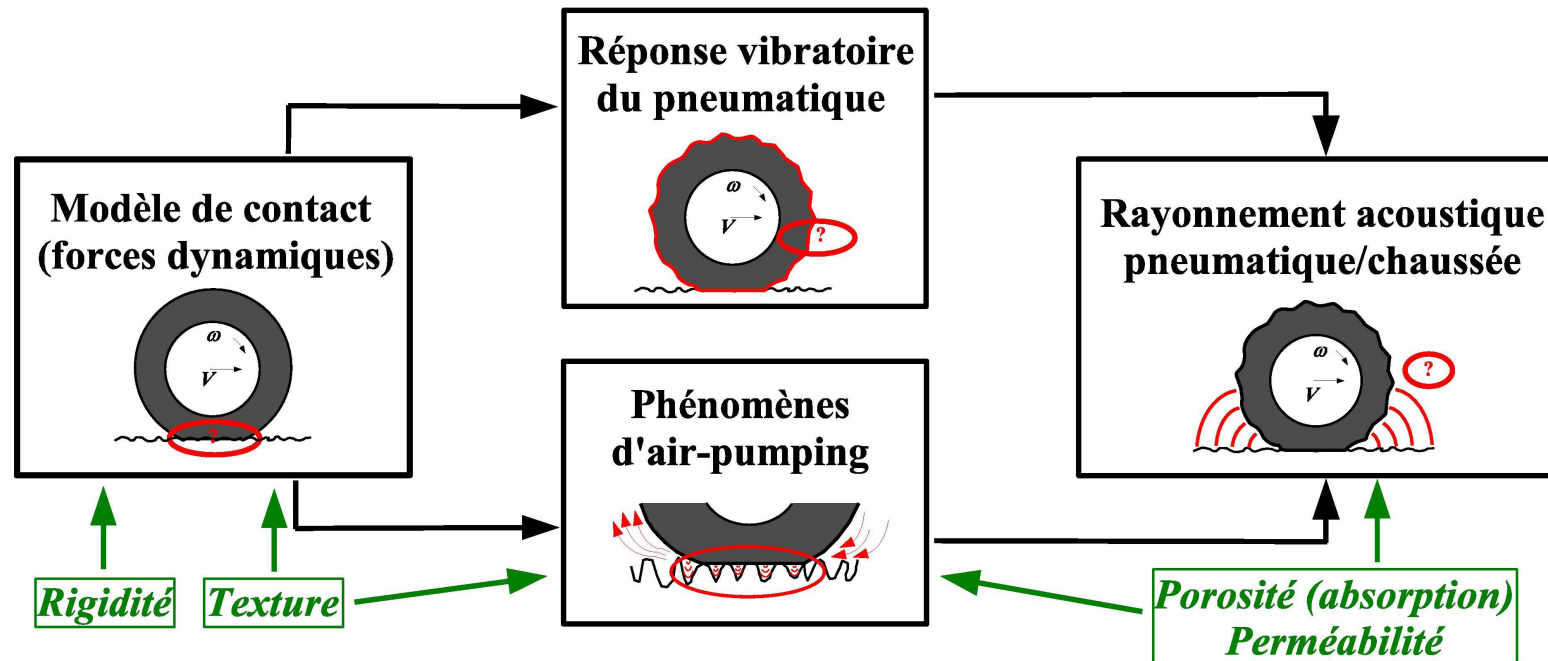 Réponse vibratoire
du pneumatique
ω
V
?
Modèle de contact
(forces dynamiques)
ω
V
?
Rayonnement acoustique
pneumatique/chaussée
ω
V
?
Phénomènes
d'air-pumping
Rigidité
Texture
Porosité (absorption)
Perméabilité